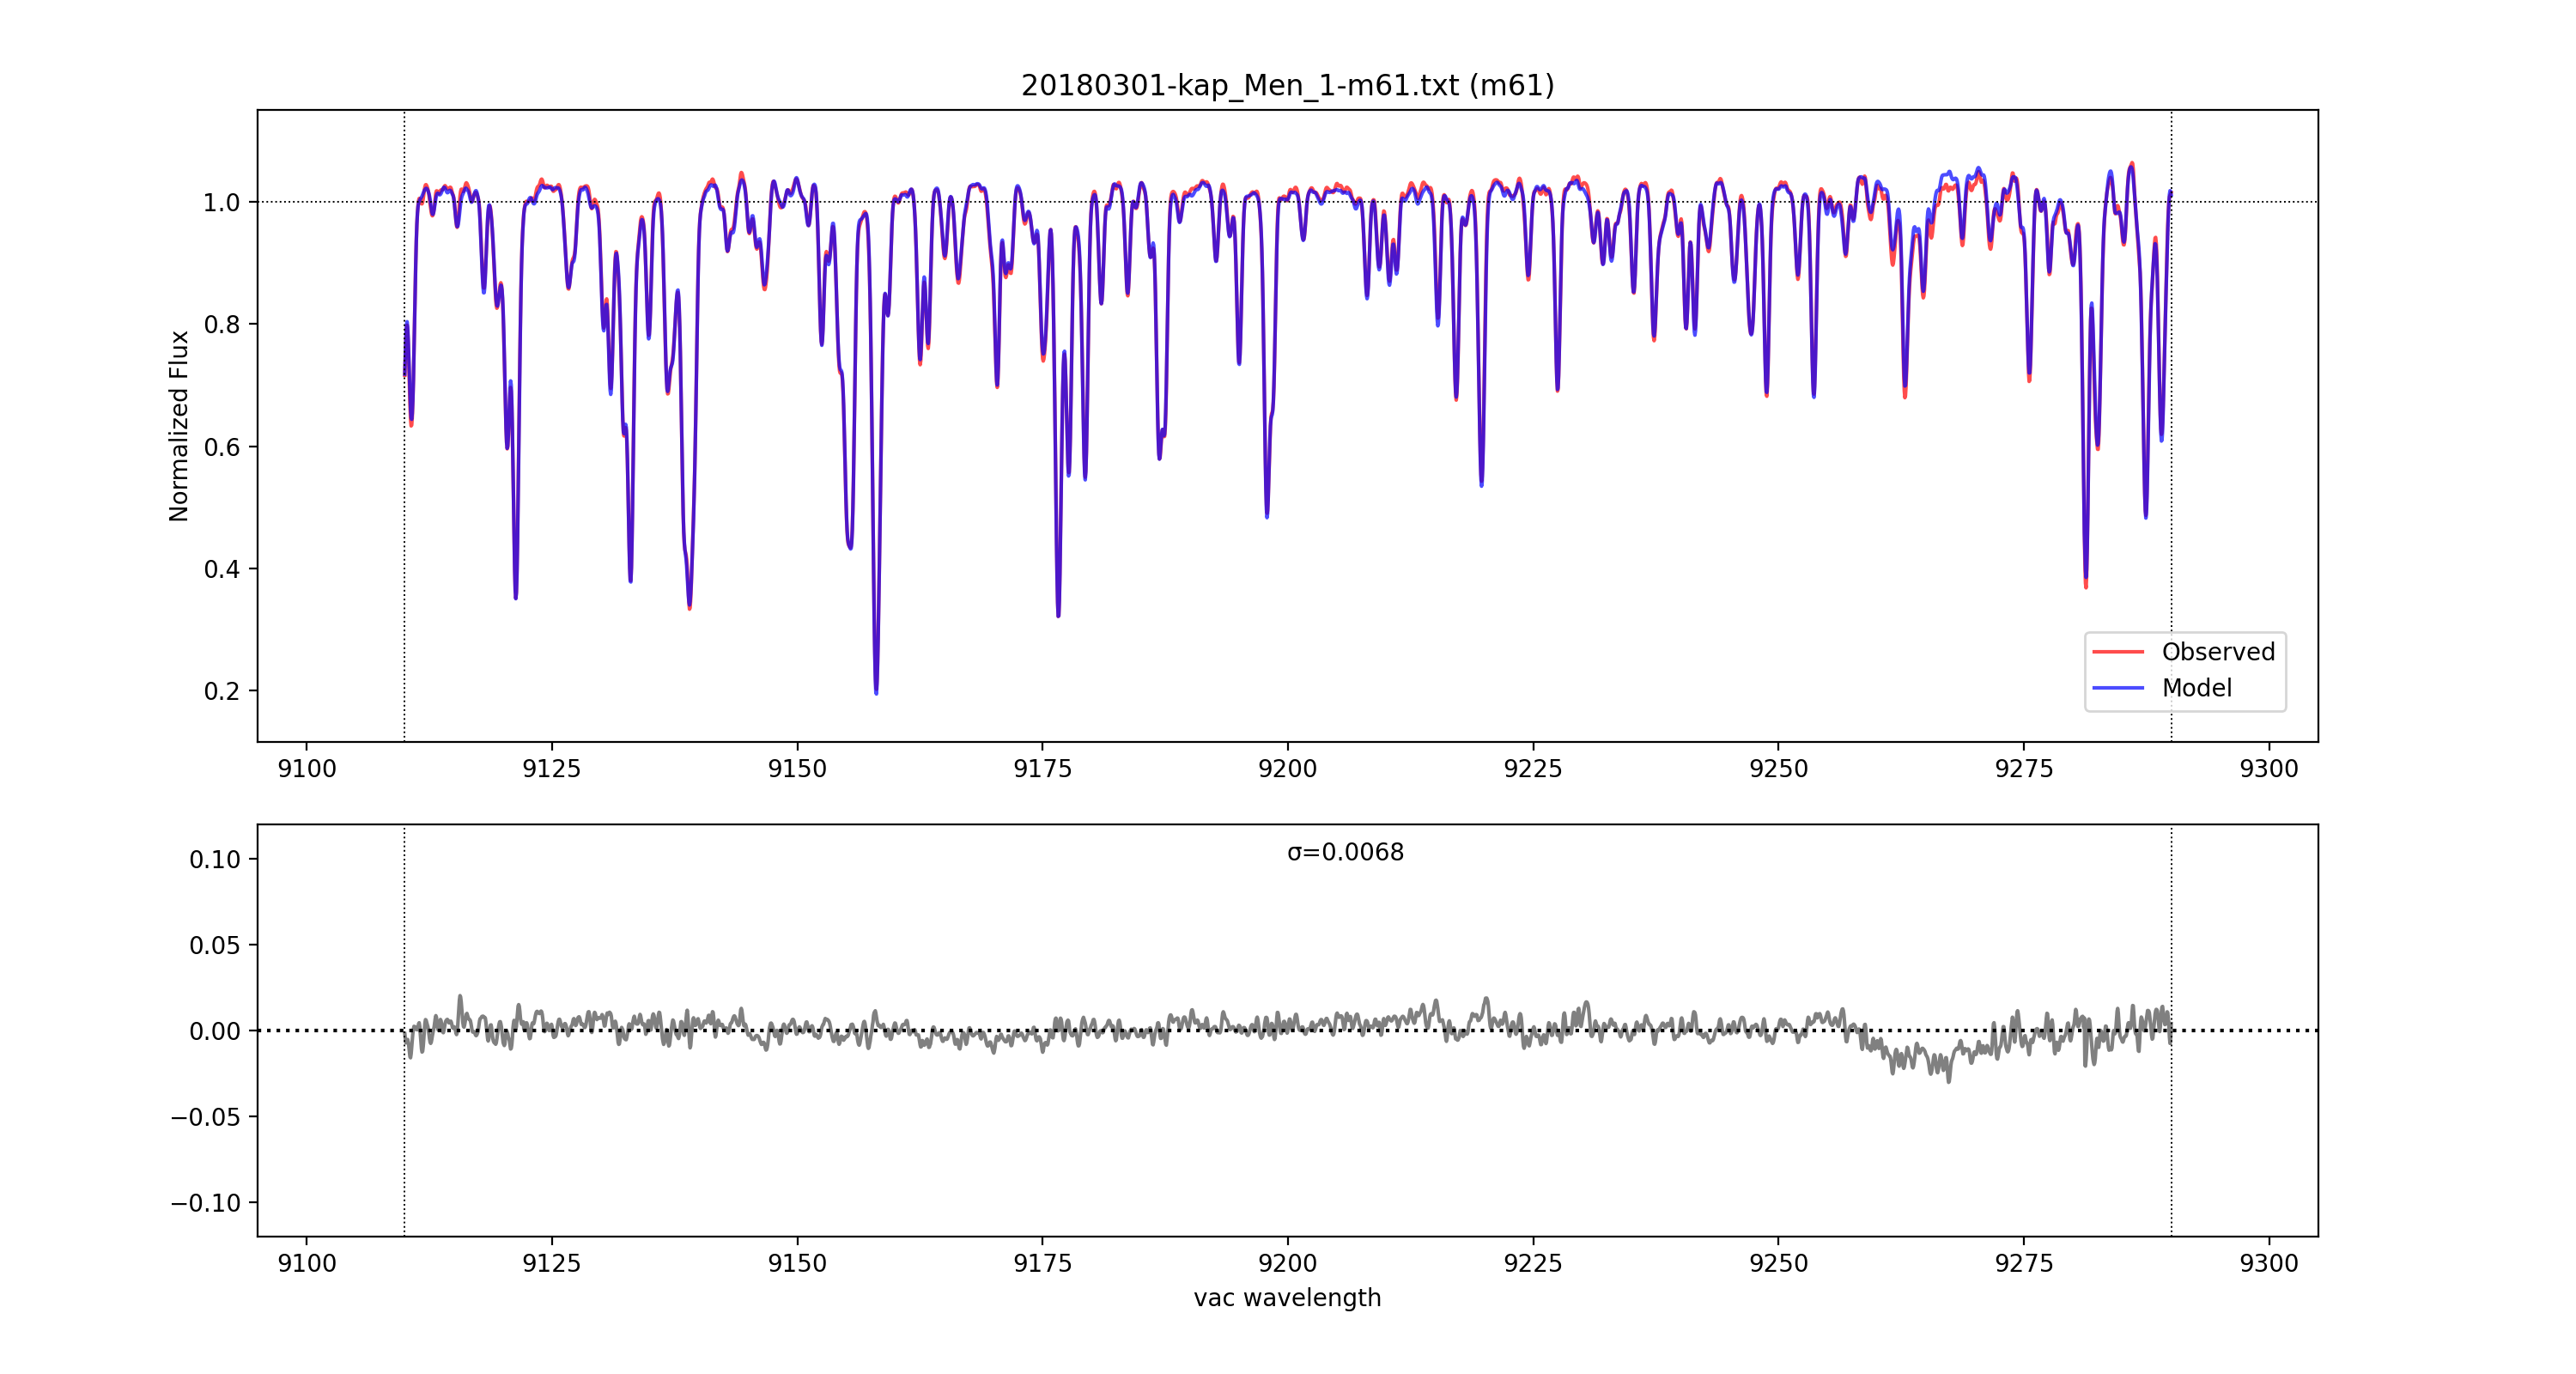 20180301-kap_Men_1-m61.txt (m61)
Normalized Flux
1.0
0.8
0.6
0.4
0.2
Observed
Model
9100 9125 9150 9175 9200 9225 9250 9275 9300
σ=0.0068
0.10
0.05
0.00
−0.05
−0.10
9100 9125 9150 9175 9200 9225 9250 9275 9300
vac wavelength